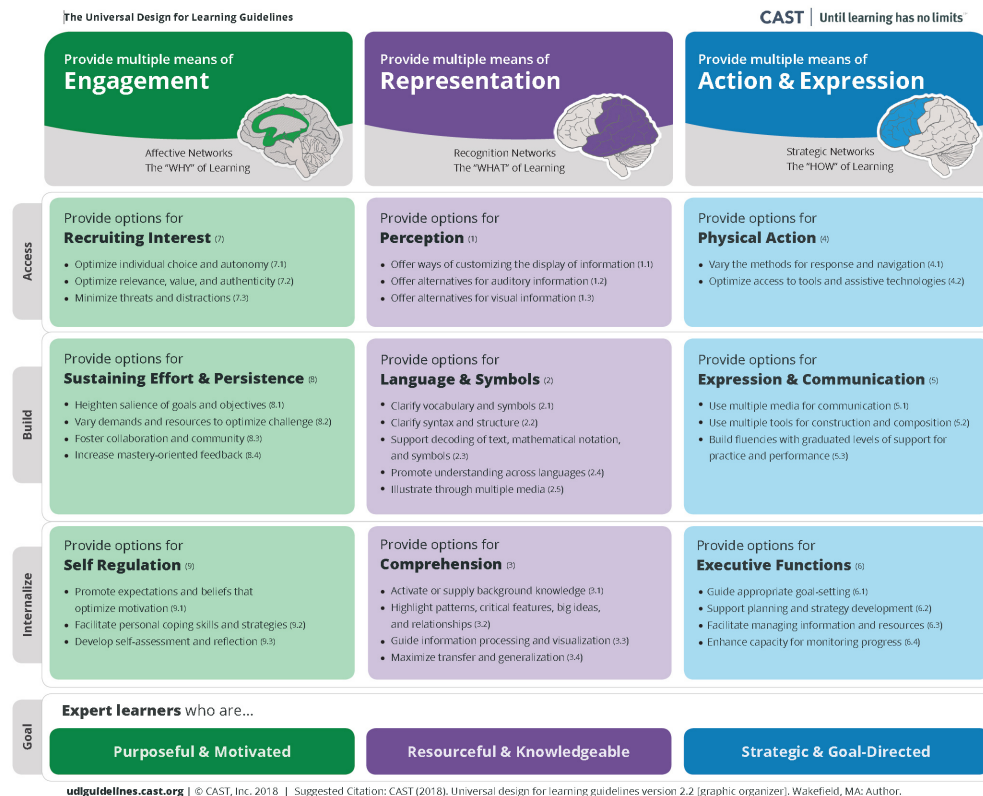 The Universal Design for Learning Guidelines
CAST | Until learning has no limits
Provide multiple means of
Engagement
Affective Networks
The “WHY” of Learning
Provide multiple means of
Representation
Recognition Networks
The “WHAT” of Learning
Provide multiple means of
Action & Expression
Strategic Networks
The “HOW” of Learning
Access
Provide options for
Recruiting Interest (7)
• Optimize individual choice and autonomy (7.1)
• Optimize relevance, value, and authenticity (7.2)
• Minimize threats and distractions (7.3)
Provide options for
Perception (1)
• Offer ways of customizing the display of information (1.1)
• Offer alternatives for auditory information (1.2)
• Offer alternatives for visual information (1.3)
Provide options for
Physical Action (4)
• Vary the methods for response and navigation (4.1)
• Optimize access to tools and assistive technologies (4.2)
Build
Provide options for
Sustaining Effort & Persistence (8)
• Heighten salience of goals and objectives (8.1)
• Vary demands and resources to optimize challenge (8.2)
• Foster collaboration and community (8.3)
• Increase mastery-oriented feedback (8.4)
Provide options for
Language & Symbols (2)
• Clarify vocabulary and symbols (2.1)
• Clarify syntax and structure (2.2)
• Support decoding of text, mathematical notation,
and symbols (2.3)
• Promote understanding across languages (2.4)
• Illustrate through multiple media (2.5)
Provide options for
Expression & Communication (5)
• Use multiple media for communication (5.1)
• Use multiple tools for construction and composition (5.2)
• Build fluencies with graduated levels of support for
practice and performance (5.3)
Internalize
Provide options for
Self Regulation (9)
• Promote expectations and beliefs that
optimize motivation (9.1)
• Facilitate personal coping skills and strategies (9.2)
• Develop self-assessment and reflection (9.3)
Provide options for
Comprehension (3)
• Activate or supply background knowledge (3.1)
• Highlight patterns, critical features, big ideas,
and relationships (3.2)
• Guide information processing and visualization (3.3)
• Maximize transfer and generalization (3.4)
Provide options for
Executive Functions (6)
• Guide appropriate goal-setting (6.1)
• Support planning and strategy development (6.2)
• Facilitate managing information and resources (6.3)
• Enhance capacity for monitoring progress (6.4)
Goal
Expert learners who are...
Purposeful & Motivated
Resourceful & Knowledgeable
Strategic & Goal-Directed
udlguidelines.cast.org | © CAST, Inc. 2018 | Suggested Citation: CAST (2018). Universal design for learning guidelines version 2.2 [graphic organizer]. Wakefield, MA: Author.